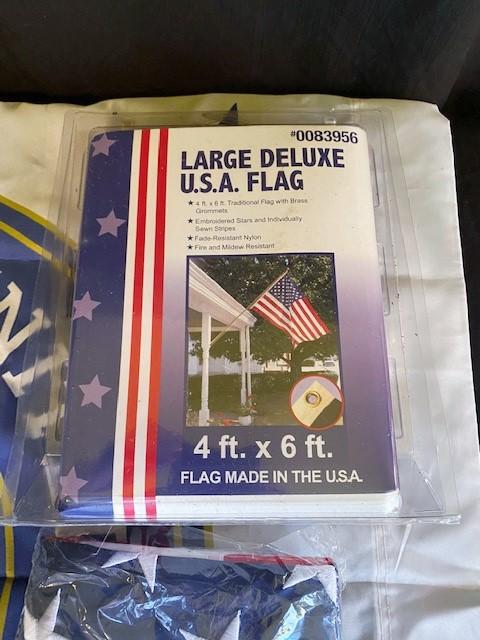 #0083956
LARGE DELUXE
U.S.A. FLAG
★ 4 ft. x 6 ft. Traditional Flag with Brass
Grommets
★ Embroidered Stars and Individually
Sewn Stripes
★ Fade-Resistant Nylon
★ Fire and Mildew Resistant
4 ft. x 6 ft.
FLAG MADE IN THE U.S.A.